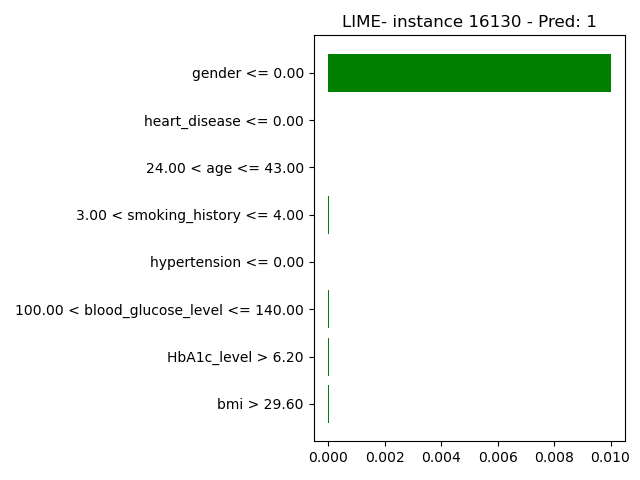 LIME- instance 16130 - Pred: 1
gender <= 0.00
heart_disease <= 0.00
24.00 < age <= 43.00
3.00 < smoking_history <= 4.00
hypertension <= 0.00
100.00 < blood_glucose_level <= 140.00
HbA1c_level > 6.20
bmi > 29.60
0.000 0.002 0.004 0.006 0.008 0.010